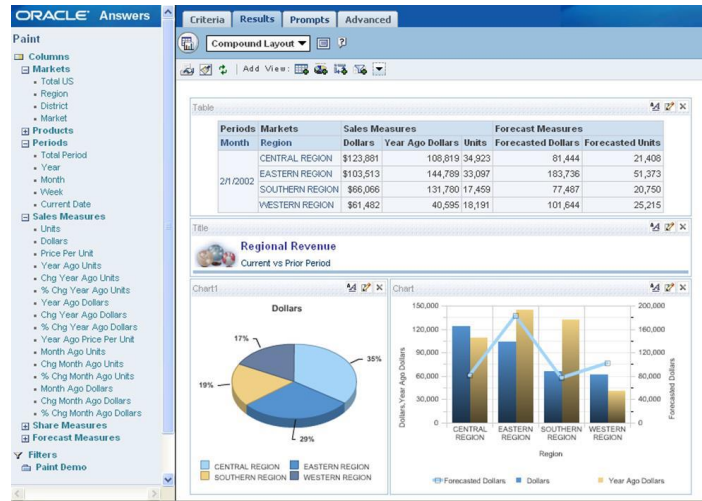 ORACLE Answers
Paint
Columns
Markets
Total US
Region
District
Market
Products
Periods
Total Period
Year
Month
Week
Current Date
Sales Measures
Units
Dollars
Price Per Unit
Year Ago Units
Chg Year Ago Units
% Chg Year Ago Units
Year Ago Dollars
Chg Year Ago Dollars
% Chg Year Ago Dollars
Year Ago Price Per Unit
Month Ago Units
Chg Month Ago Units
% Chg Month Ago Units
Month Ago Dollars
Chg Month Ago Dollars
% Chg Month Ago Dollars
Share Measures
Forecast Measures
Filters
Paint Demo
Criteria Results Prompts Advanced
Compound Layout
Add View:
Table
Periods Markets Sales Measures Forecast Measures
Month Region Dollars Year Ago Dollars Units Forecasted Dollars Forecasted Units
2/1/2002
CENTRAL REGION $123,881 108,819 34,923 81,444 21,408
EASTERN REGION $103,513 144,789 33,097 183,736 51,373
SOUTHERN REGION $66,066 131,780 17,459 77,487 20,750
WESTERN REGION $61,482 40,595 18,191 101,644 25,215
Title
Regional Revenue
Current vs Prior Period
Chart1
Dollars
17%
35%
19%
29%
CENTRAL REGION EASTERN REGION
SOUTHERN REGION WESTERN REGION
Chart
150,000 200,000
120,000 160,000
90,000 120,000
60,000 80,000
30,000 40,000
0 0
Dollars,Year Ago Dollars
Forecasted Dollars
CENTRAL REGION
EASTERN REGION
SOUTHERN REGION
WESTERN REGION
Region
Forecasted Dollars Dollars Year Ago Dollars